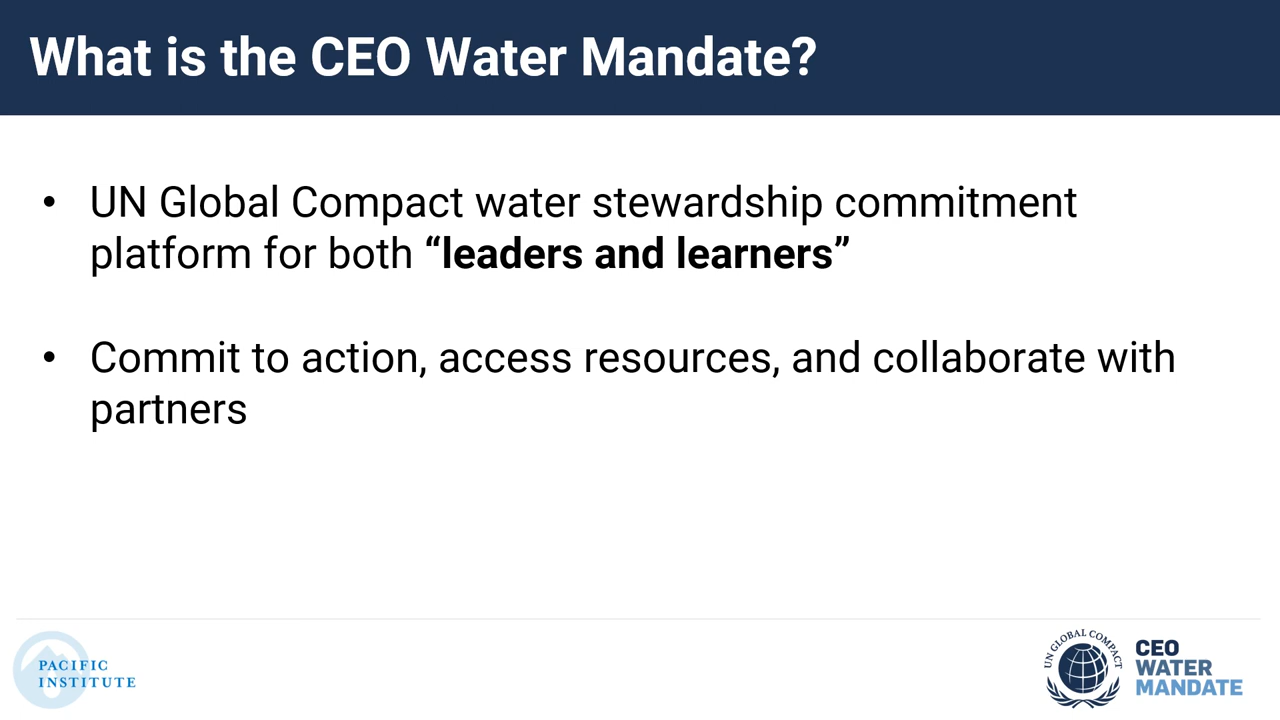 What is the CEO Water Mandate?
• UN Global Compact water stewardship commitment
platform for both “leaders and learners”
• Commit to action, access resources, and collaborate with
partners
PACIFIC
INSTITUTE
UN GLOBAL COMPACT
CEO
WATER
MANDATE